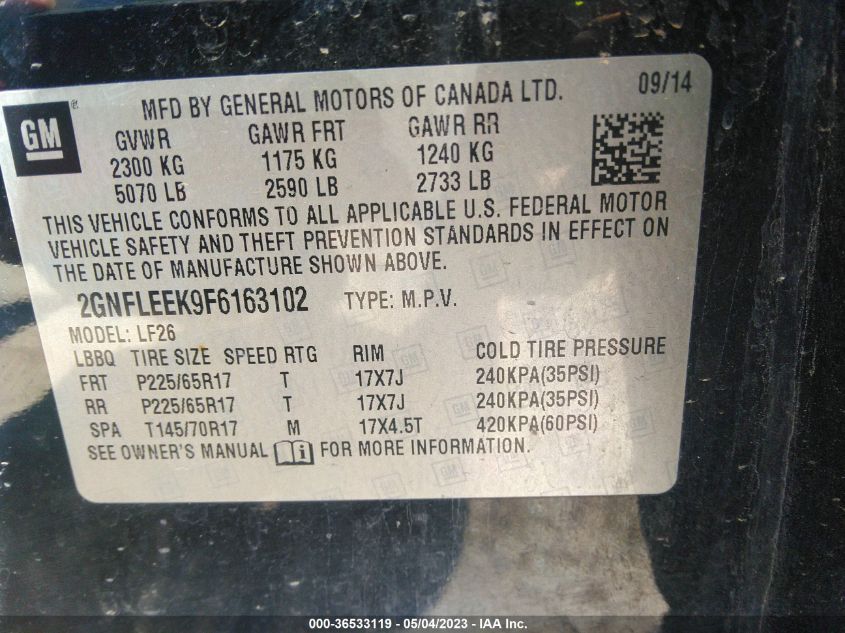 GM ®
MFD BY GENERAL MOTORS OF CANADA LTD. 09/14
GVWR GAWR FRT GAWR RR
2300 KG 1175 KG 1240 KG
5070 LB 2590 LB 2733 LB
THIS VEHICLE CONFORMS TO ALL APPLICABLE U.S. FEDERAL MOTOR
VEHICLE SAFETY AND THEFT PREVENTION STANDARDS IN EFFECT ON
THE DATE OF MANUFACTURE SHOWN ABOVE.
2GNFLEEK9F6163102 TYPE: M.P.V.
MODEL: LF26
LBBQ TIRE SIZE SPEED RTG RIM COLD TIRE PRESSURE
FRT P225/65R17 T 17X7J 240KPA(35PSI)
RR P225/65R17 T 17X7J 240KPA(35PSI)
SPA T145/70R17 M 17X4.5T 420KPA(60PSI)
SEE OWNER'S MANUAL FOR MORE INFORMATION.
000-36533119 - 05/04/2023 - IAA Inc.